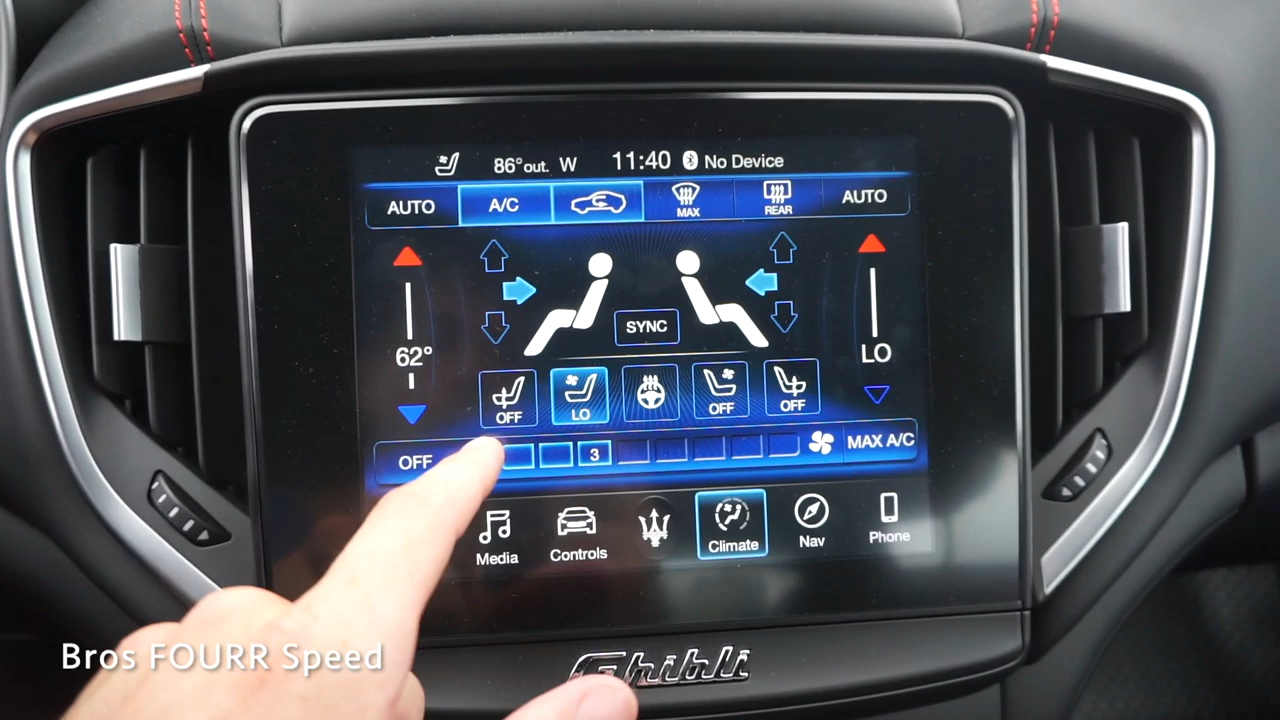 86° out. W 11:40 No Device
AUTO A/C MAX REAR AUTO
62° SYNC LO
OFF LO OFF OFF
OFF 3 MAX A/C
Media Controls Climate Nav Phone
Bros FOURR Speed
Ghibli